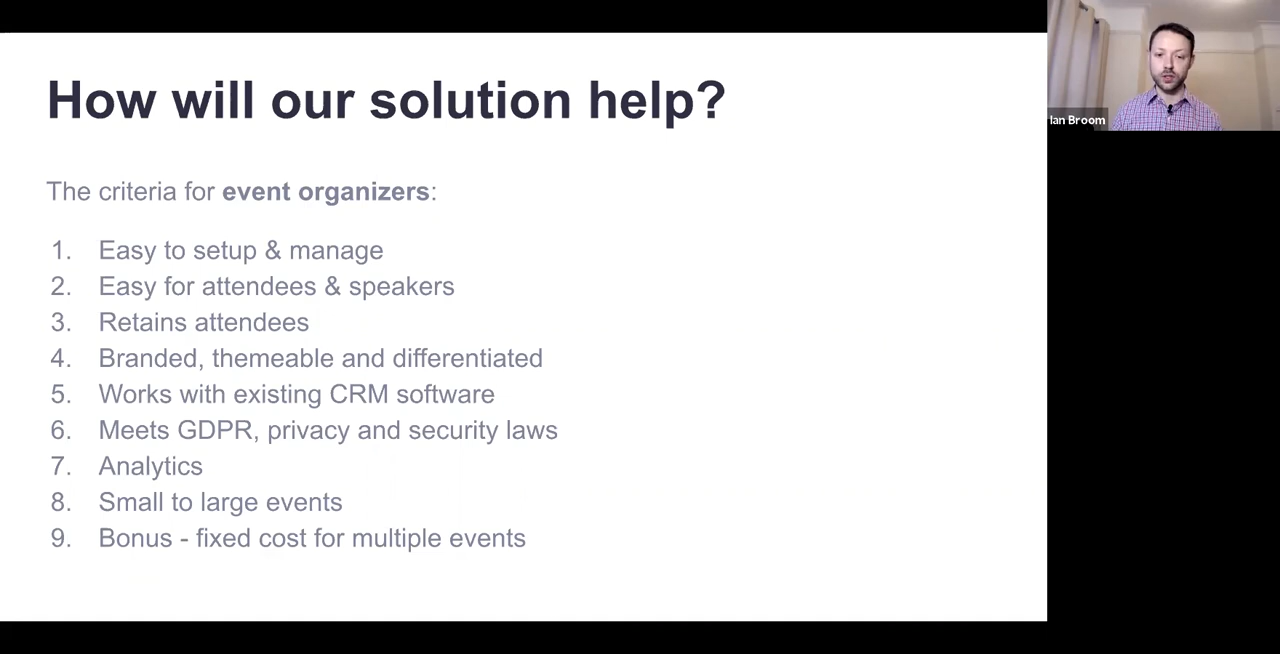 How will our solution help?
The criteria for event organizers:
1. Easy to setup & manage
2. Easy for attendees & speakers
3. Retains attendees
4. Branded, themeable and differentiated
5. Works with existing CRM software
6. Meets GDPR, privacy and security laws
7. Analytics
8. Small to large events
9. Bonus - fixed cost for multiple events
Ian Broom